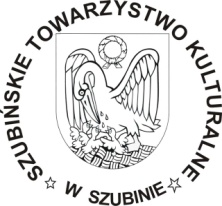 SZUBIŃSKIE TOWARZYSTWO KULTURALNE
W SZUBINIE